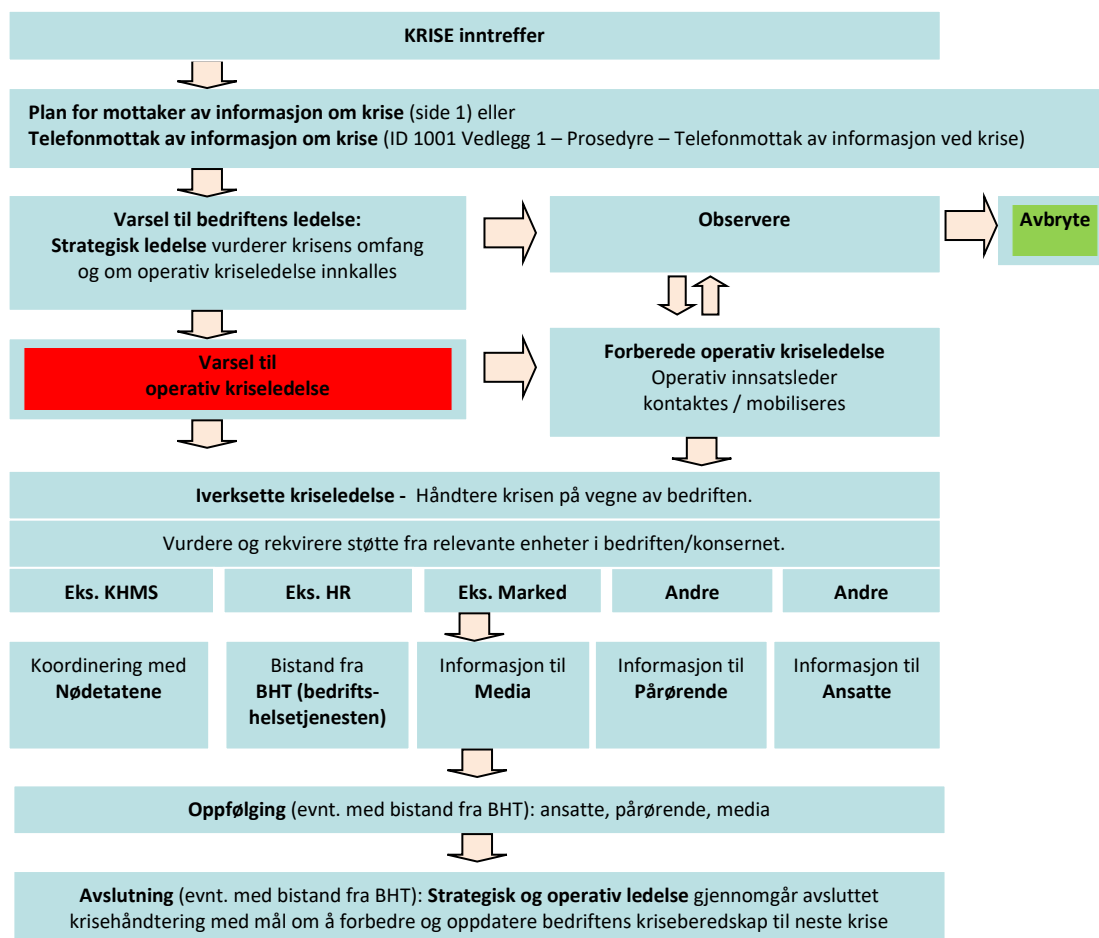 KRISE inntreffer
Plan for mottaker av informasjon om krise (side 1) eller
Telefonmottak av informasjon om krise (ID 1001 Vedlegg 1 – Prosedyre – Telefonmottak av informasjon ved krise)
Varsel til bedriftens ledelse:
Strategisk ledelse vurderer krisens omfang
og om operativ kriseledelse innkalles
Observere
Avbryte
Varsel til
operativ kriseledelse
Forberede operativ kriseledelse
Operativ innsatsleder
kontaktes / mobiliseres
Iverksette kriseledelse - Håndtere krisen på vegne av bedriften.
Vurdere og rekvirere støtte fra relevante enheter i bedriften/konsernet.
Eks. KHMS
Eks. HR
Eks. Marked
Andre
Andre
Koordinering med
Nødetatene
Bistand fra
BHT (bedrifts-
helsetjenesten)
Informasjon til
Media
Informasjon til
Pårørende
Informasjon til
Ansatte
Oppfølging (evnt. med bistand fra BHT): ansatte, pårørende, media
Avslutning (evnt. med bistand fra BHT): Strategisk og operativ ledelse gjennomgår avsluttet
krisehåndtering med mål om å forbedre og oppdatere bedriftens kriseberedskap til neste krise